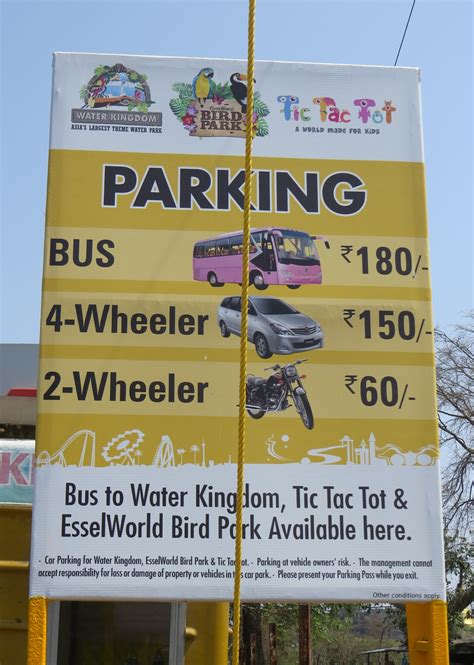 WATER KINGDOM
ASIA'S LARGEST THEME WATER PARK
EsselWorld
BIRD
PARK
Tic Tac Tot
A WORLD MADE FOR KIDS
PARKING
BUS ₹180/-
4-Wheeler ₹150/-
2-Wheeler ₹60/-
Bus to Water Kingdom, Tic Tac Tot &
EsselWorld Bird Park Available here.
- Car Parking for Water Kingdom, EsselWorld Bird Park & Tic Tac Tot. - Parking at vehicle owners' risk. - The management cannot
accept responsibility for loss or damage of property or vehicles in this car park. - Please present your Parking Pass while you exit.
Other conditions apply.